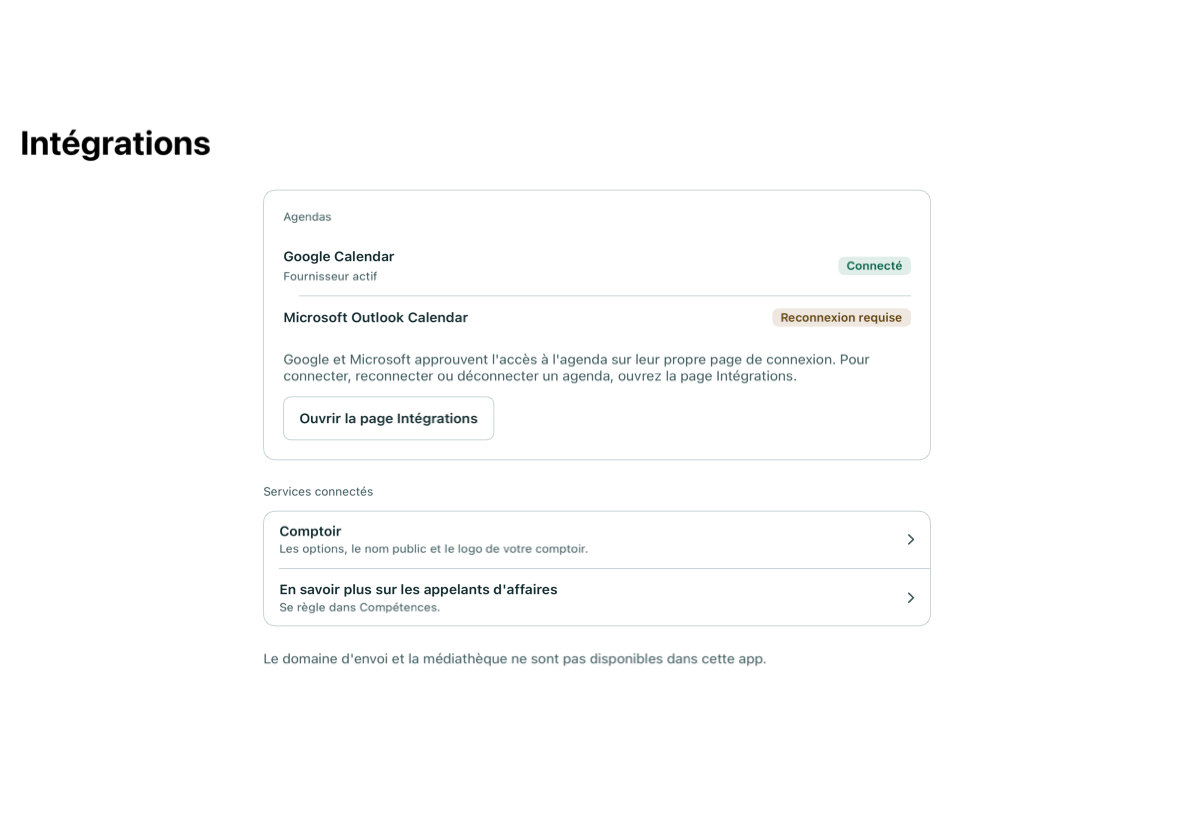 Intégrations
Agendas
Google Calendar
Fournisseur actif
Connecté
Microsoft Outlook Calendar
Reconnexion requise
Google et Microsoft approuvent l'accès à l'agenda sur leur propre page de connexion. Pour
connecter, reconnecter ou déconnecter un agenda, ouvrez la page Intégrations.
Ouvrir la page Intégrations
Services connectés
Comptoir
Les options, le nom public et le logo de votre comptoir.
En savoir plus sur les appelants d'affaires
Se règle dans Compétences.
Le domaine d'envoi et la médiathèque ne sont pas disponibles dans cette app.